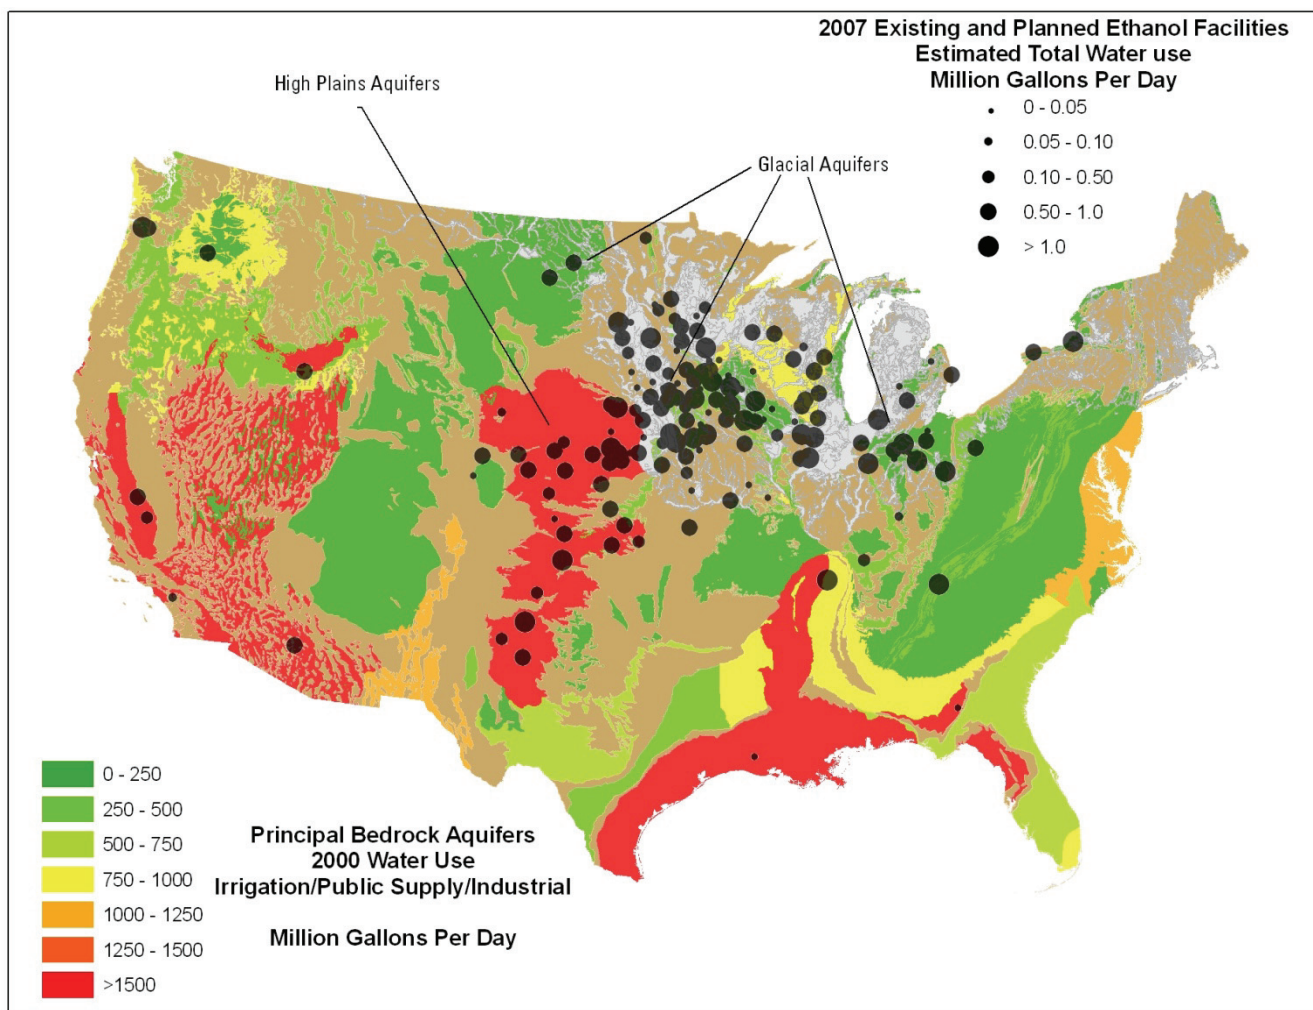 2007 Existing and Planned Ethanol Facilities
Estimated Total Water use
Million Gallons Per Day
0 - 0.05
0.05 - 0.10
0.10 - 0.50
0.50 - 1.0
> 1.0
High Plains Aquifers
Glacial Aquifers
0 - 250
250 - 500
500 - 750
750 - 1000
1000 - 1250
1250 - 1500
>1500
Principal Bedrock Aquifers
2000 Water Use
Irrigation/Public Supply/Industrial
Million Gallons Per Day